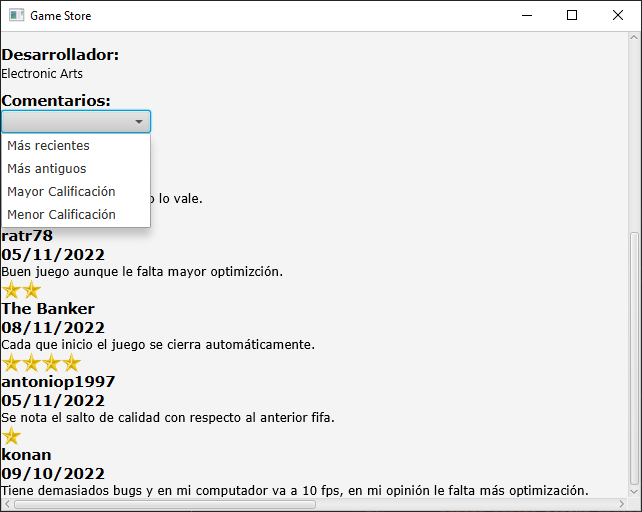 Game Store
Desarrollador:
Electronic Arts
Comentarios:
Más recientes
Más antiguos
Mayor Calificación
Menor Calificación
lo vale.
ratr78
05/11/2022
Buen juego aunque le falta mayor optimizción.
The Banker
08/11/2022
Cada que inicio el juego se cierra automáticamente.
antoniop1997
05/11/2022
Se nota el salto de calidad con respecto al anterior fifa.
konan
09/10/2022
Tiene demasiados bugs y en mi computador va a 10 fps, en mi opinión le falta más optimización.